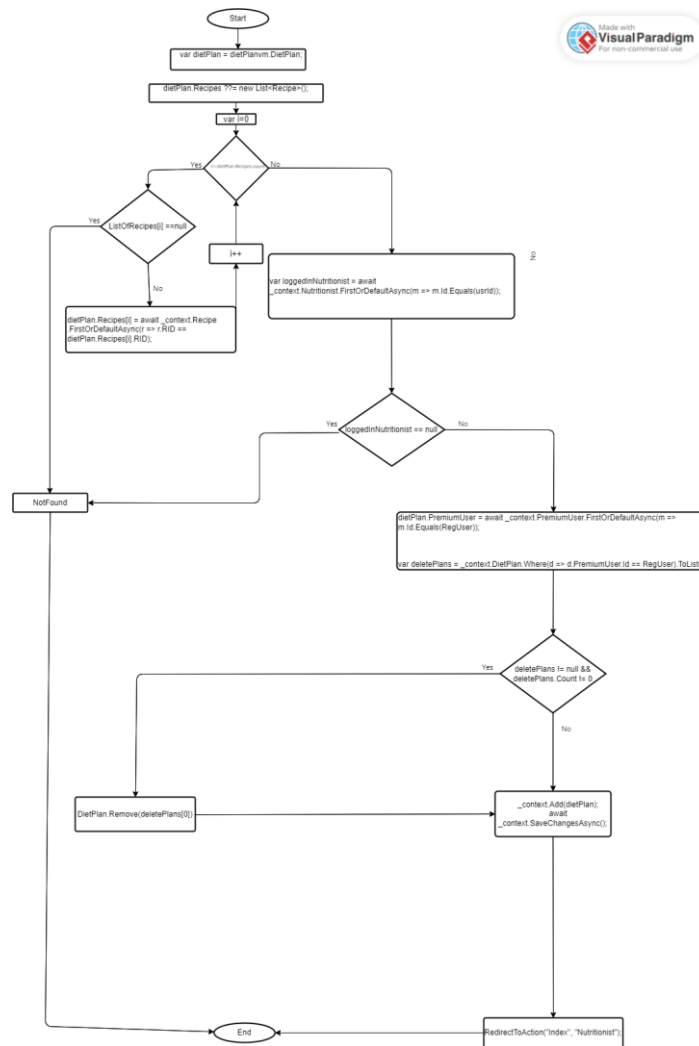 Start
Made with
Visual Paradigm
For non-commercial use
var dietPlan = dietPlanvm.DietPlan;
dietPlan.Recipes ??= new List<Recipe>();
var i=0
Yes
No
Yes
ListOfRecipes[i] ==null
i++
No
No
var loggedInNutritionist = await
_context.Nutritionist.FirstOrDefaultAsync(m => m.Id.Equals(usrId));
dietPlan.Recipes[i] = await _context.Recipe
.FirstOrDefaultAsync(r => r.RID ==
dietPlan.Recipes[i].RID);
Yes
No
loggedInNutritionist == null
NotFound
dietPlan.PremiumUser = await _context.PremiumUser.FirstOrDefaultAsync(m =>
m.Id.Equals(RegUser));
var deletePlans = _context.DietPlan.Where(d => d.PremiumUser.Id == RegUser).ToList
Yes
deletePlans != null &&
deletePlans.Count != 0
No
DietPlan.Remove(deletePlans[0])
_context.Add(dietPlan);
await
_context.SaveChangesAsync();
End
RedirectToAction("Index", "Nutritionist");